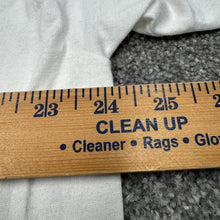 23 24 25
CLEAN UP
• Cleaner • Rags • Glo